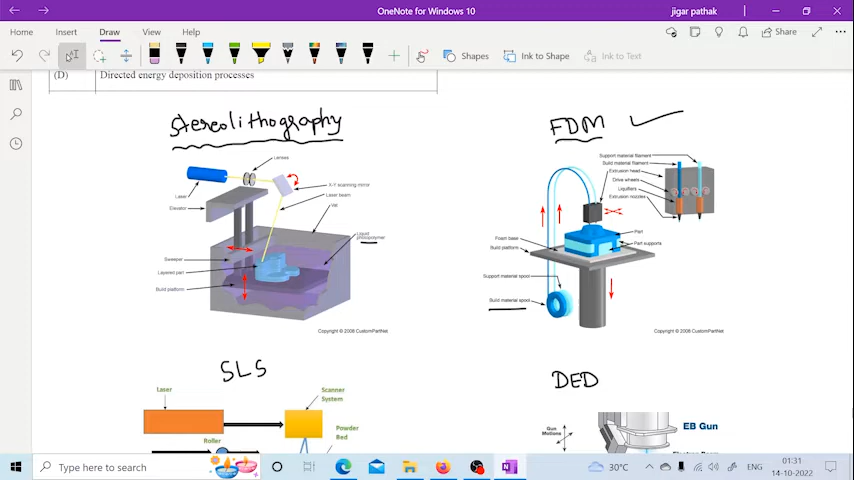 OneNote for Windows 10
jigar pathak
Home
Insert
Draw
View
Help
Share
Shapes
Ink to Shape
Ink to Text
(D) Directed energy deposition processes
Stereolithography
Lenses
Laser
X-Y scanning mirror
Laser beam
Elevator
Vat
Liquid
photopolymer
Sweeper
Layered part
Build platform
Copyright © 2008 CustomPartNet
FDM
Support material filament
Build material filament
Extrusion head
Drive wheels
Liquifiers
Extrusion nozzles
Foam base
Build platform
Part
Part supports
Support material spool
Build material spool
Copyright © 2008 CustomPartNet
SLS
Laser
Scanner
System
Roller
Powder
Bed
DED
Gun
Motions
EB Gun
Type here to search
30°C
ENG
01:31
14-10-2022